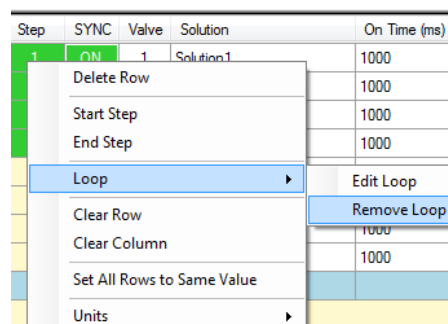 Step SYNC Valve Solution On Time (ms)
1 ON 1 Solution1 1000
Delete Row 1000
Start Step 1000
End Step 1000
Loop Edit Loop
Remove Loop
Clear Row 1000
Clear Column 1000
Set All Rows to Same Value
Units